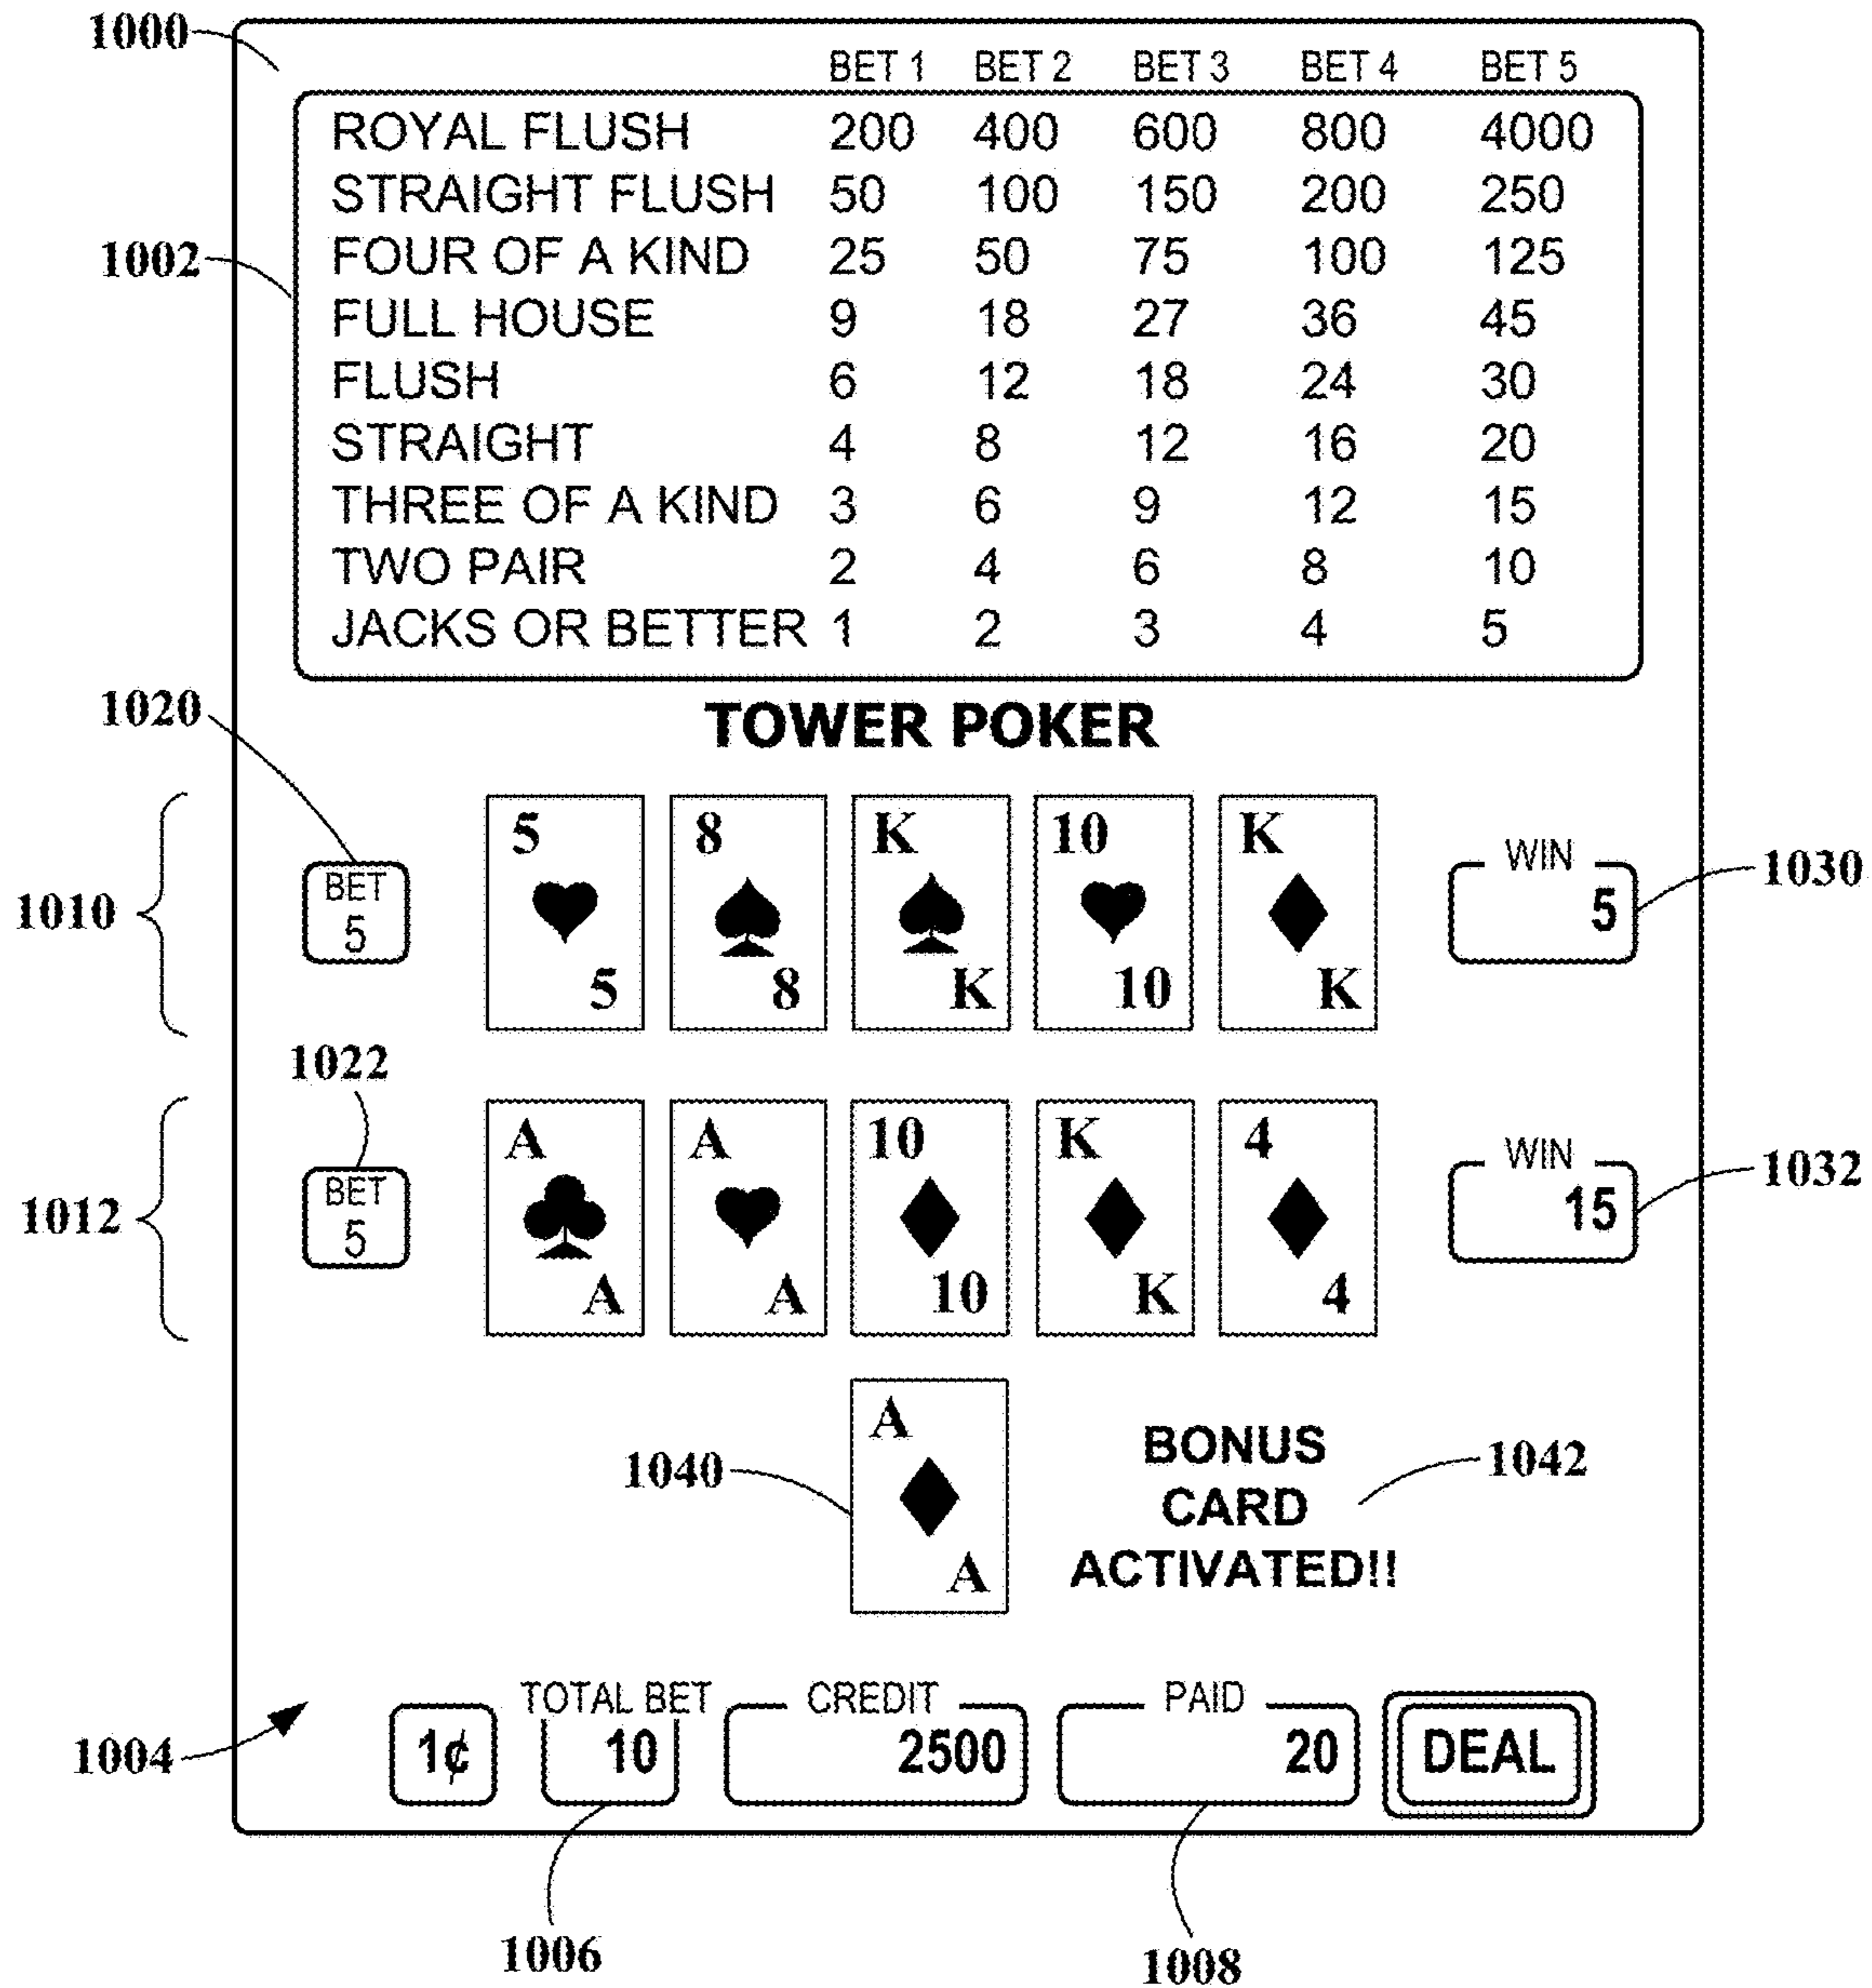 1000
BET 1 BET 2 BET 3 BET 4 BET 5
ROYAL FLUSH 200 400 600 800 4000
STRAIGHT FLUSH 50 100 150 200 250
1002
FOUR OF A KIND 25 50 75 100 125
FULL HOUSE 9 18 27 36 45
FLUSH 6 12 18 24 30
STRAIGHT 4 8 12 16 20
THREE OF A KIND 3 6 9 12 15
TWO PAIR 2 4 6 8 10
JACKS OR BETTER 1 2 3 4 5
1020
TOWER POKER
5 8 K 10 K
WIN
1030
BET
5
1010
5
5 8 K 10 K
1022
A A 10 K 4
WIN
1032
BET
15
1012
5
A A 10 K 4
A
BONUS
1040
1042
CARD
ACTIVATED!!
A
TOTAL BET CREDIT PAID
1004
1¢ 10 2500 20 DEAL
1006
1008